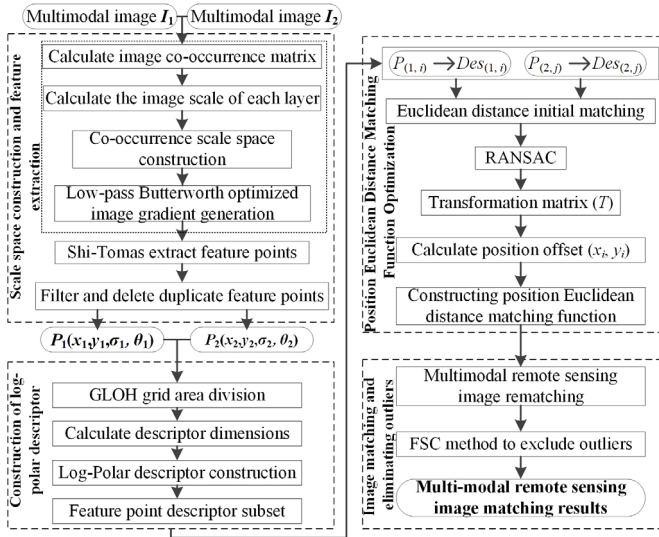 Multimodal image I1
Multimodal image I2
Scale space construction and feature
extraction
Calculate image co-occurrence matrix
Calculate the image scale of each layer
Co-occurrence scale space
construction
Low-pass Butterworth optimized
image gradient generation
Shi-Tomas extract feature points
Filter and delete duplicate feature points
P1(x1,y1,σ1, θ1)
P2(x2,y2,σ2, θ2)
Construction of log-
polar descriptor
GLOH grid area division
Calculate descriptor dimensions
Log-Polar descriptor construction
Feature point descriptor subset
Position Euclidean Distance Matching
Function Optimization
P(1, i) → Des(1, i)
P(2, j) → Des(2, j)
Euclidean distance initial matching
RANSAC
Transformation matrix (T)
Calculate position offset (xi, yi)
Constructing position Euclidean
distance matching function
Image matching and
eliminating outliers
Multimodal remote sensing
image rematching
FSC method to exclude outliers
Multi-modal remote sensing
image matching results